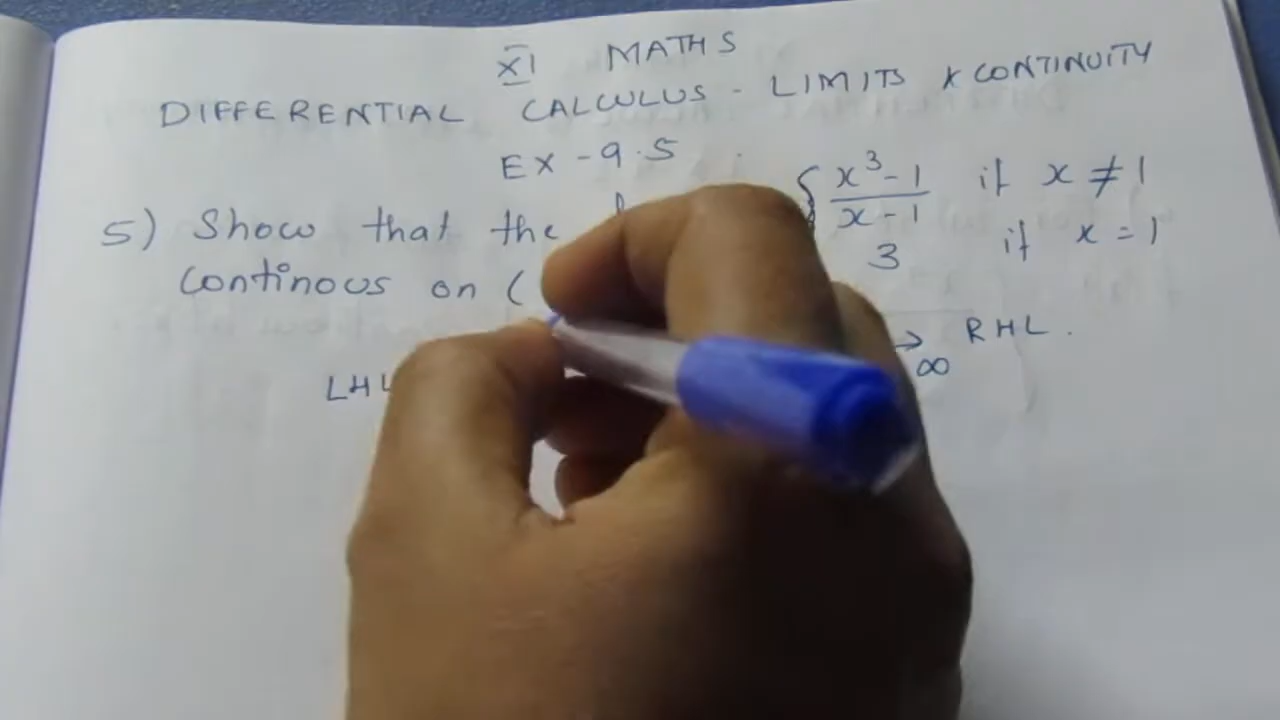 XI MATHS
DIFFERENTIAL CALCULUS - LIMITS & CONTINUITY
EX - 9.5
5) Show that the { x³-1 / x-1 if x ≠ 1
3 if x = 1
continous on (
LHL → ∞ RHL.